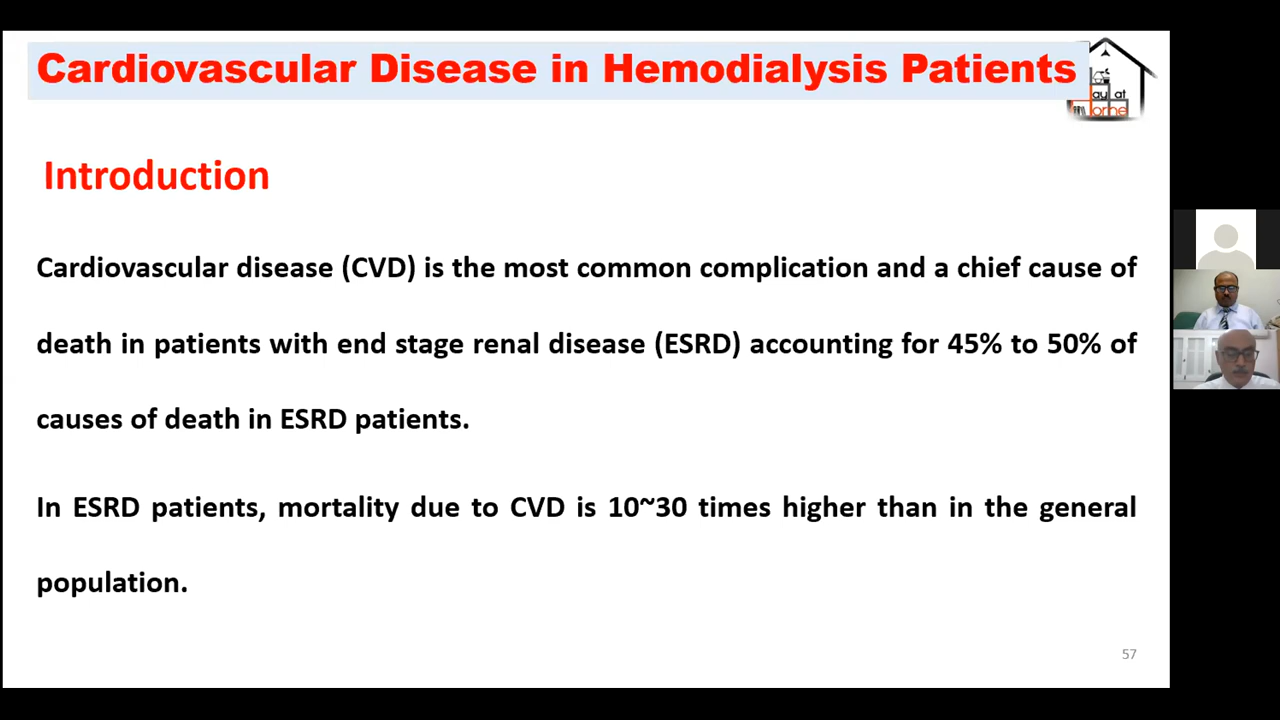 Cardiovascular Disease in Hemodialysis Patients
ay at
ome
Introduction
Cardiovascular disease (CVD) is the most common complication and a chief cause of
death in patients with end stage renal disease (ESRD) accounting for 45% to 50% of
causes of death in ESRD patients.
In ESRD patients, mortality due to CVD is 10~30 times higher than in the general
population.
57